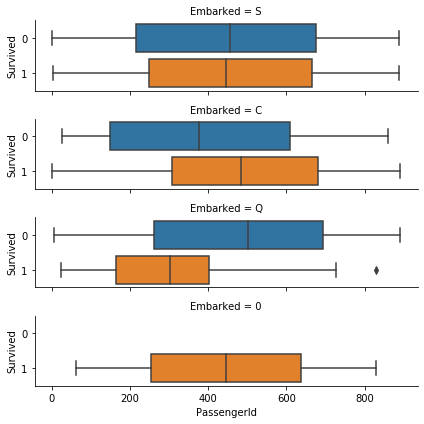 Embarked = S
Survived
0
1
Embarked = C
Survived
0
1
Embarked = Q
Survived
0
1
Embarked = 0
Survived
0
1
0 200 400 600 800
PassengerId